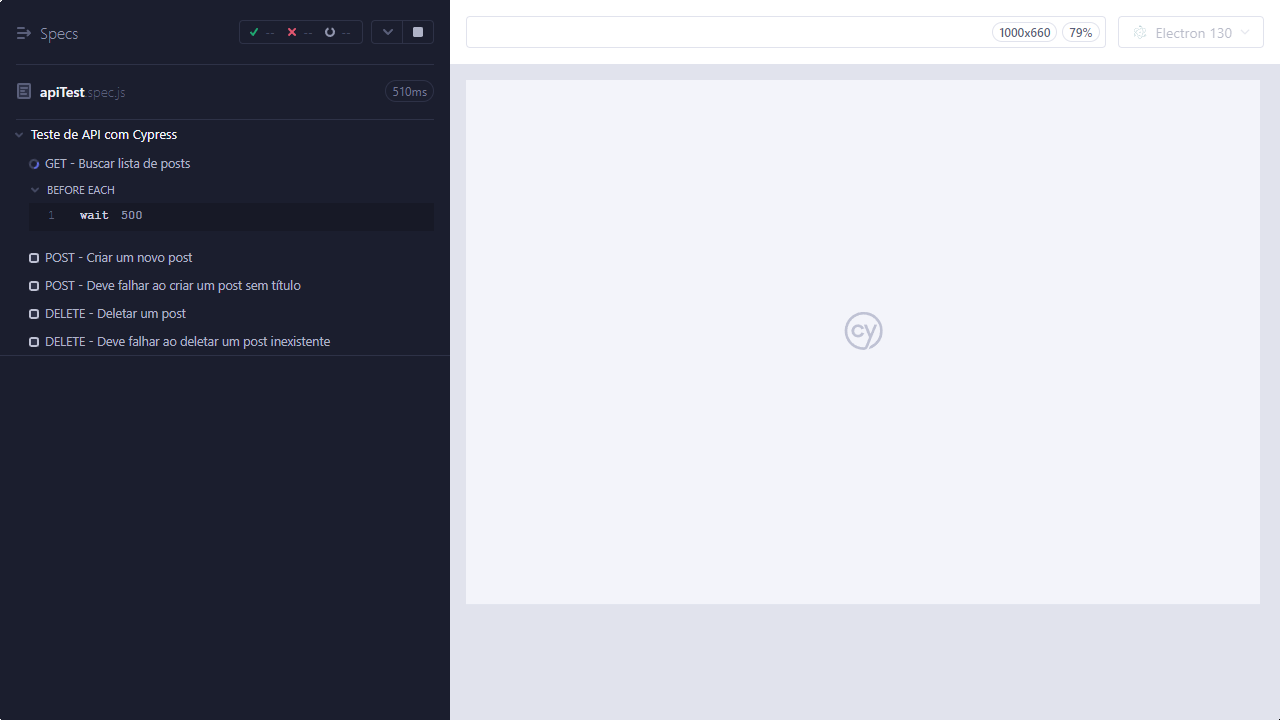 Specs -- -- --
1000x660 79% Electron 130
apiTest.spec.js 510ms
Teste de API com Cypress
GET - Buscar lista de posts
BEFORE EACH
1 wait 500
POST - Criar um novo post
POST - Deve falhar ao criar um post sem título
DELETE - Deletar um post
DELETE - Deve falhar ao deletar um post inexistente
cy